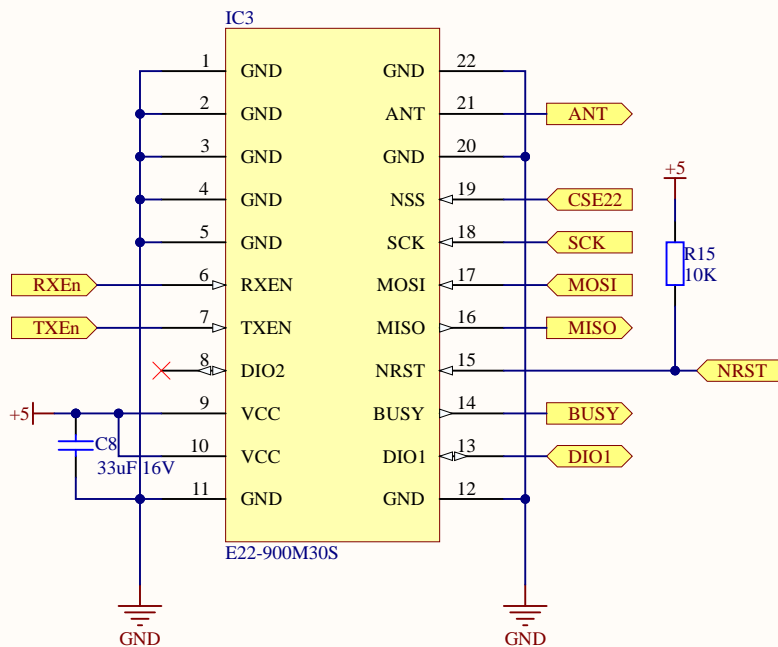 IC3
1 GND GND 22
2 GND ANT 21 ANT
3 GND GND 20
+5
4 GND NSS 19 CSE22
5 GND SCK 18 SCK
R15
10K
RXEn 6 RXEN MOSI 17 MOSI
TXEn 7 TXEN MISO 16 MISO
8 DIO2 NRST 15 NRST
+5 9 VCC BUSY 14 BUSY
C8
33uF 16V
10 VCC DIO1 13 DIO1
11 GND GND 12
E22-900M30S
GND GND